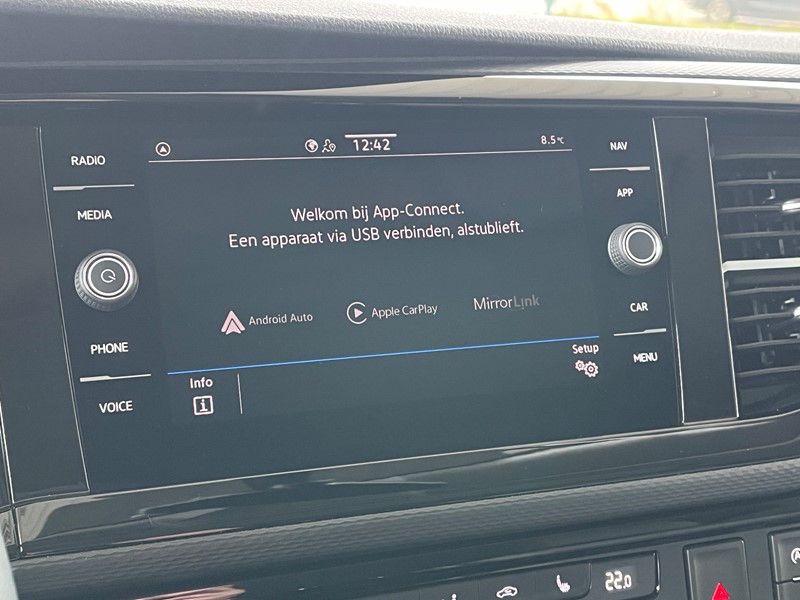 12:42
8.5°C
RADIO
MEDIA
PHONE
VOICE
Welkom bij App-Connect.
Een apparaat via USB verbinden, alstublieft.
Android Auto
Apple CarPlay
MirrorLink
Info
Setup
NAV
APP
CAR
MENU
22.0